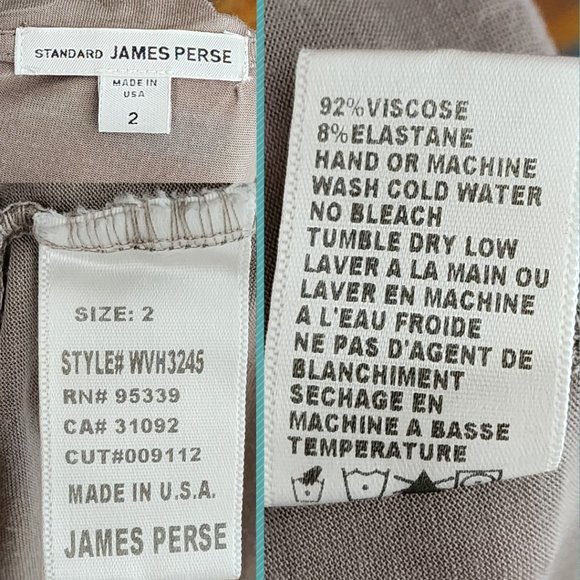 STANDARD JAMES PERSE
MADE IN
USA
2
SIZE: 2
STYLE# WVH3245
RN# 95339
CA# 31092
CUT#009112
MADE IN U.S.A.
JAMES PERSE
92%VISCOSE
8%ELASTANE
HAND OR MACHINE
WASH COLD WATER
NO BLEACH
TUMBLE DRY LOW
LAVER A LA MAIN OU
LAVER EN MACHINE
A L'EAU FROIDE
NE PAS D'AGENT DE
BLANCHIMENT
SECHAGE EN
MACHINE A BASSE
TEMPERATURE